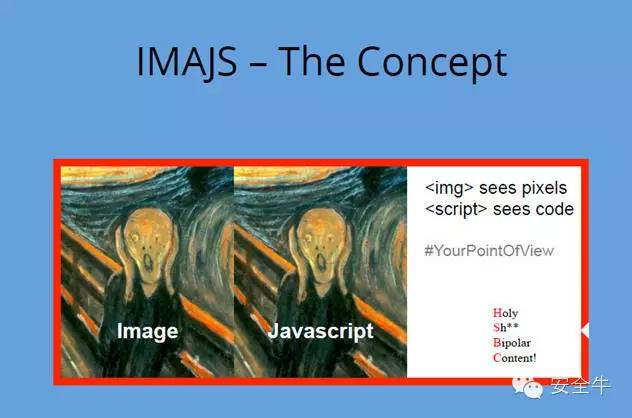 IMAJS – The Concept
<img> sees pixels
<script> sees code
#YourPointOfView
Image
Javascript
Holy
Sh**
Bipolar
Content!
安全牛